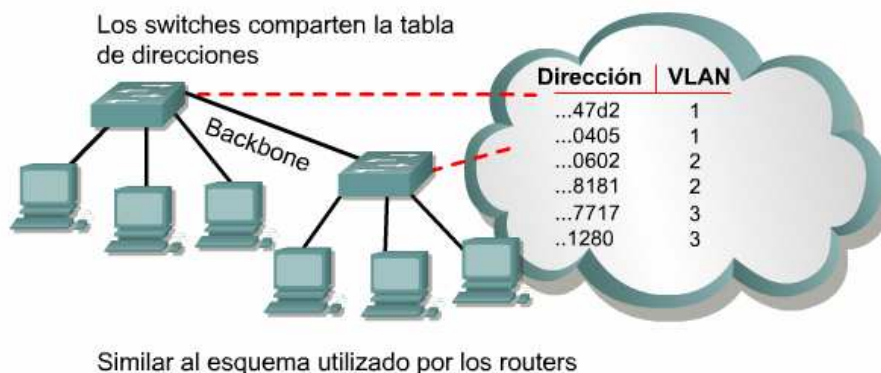 Los switches comparten la tabla
de direcciones
Backbone
Dirección VLAN
...47d2 1
...0405 1
...0602 2
...8181 2
...7717 3
..1280 3
Similar al esquema utilizado por los routers